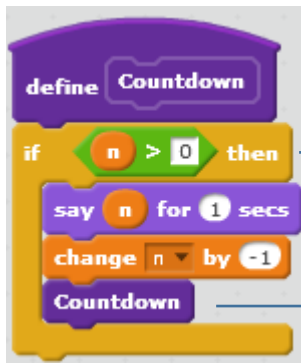 define Countdown
if n > 0 then
say n for 1 secs
change n by -1
Countdown